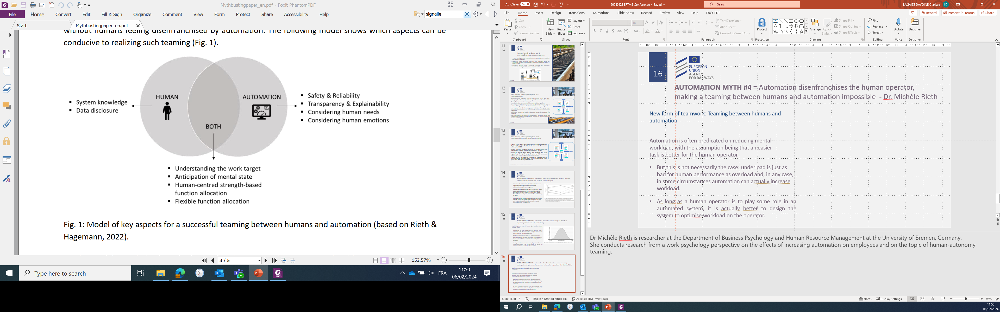 Mythbustingpaper_en.pdf - Foxit PhantomPDF
File Home Convert Edit Fill & Sign Organize Comment View Form Protect Share Accessibility Help
signalle
Start
Mythbustingpaper_en.pdf
without humans feeling disenfranchised by automation. The following model shows which aspects can be
conducive to realizing such teaming (Fig. 1).
HUMAN
AUTOMATION
BOTH
▪ System knowledge
▪ Data disclosure
▪ Safety & Reliability
▪ Transparency & Explainability
▪ Considering human needs
▪ Considering human emotions
▪ Understanding the work target
▪ Anticipation of mental state
▪ Human-centred strength-based
function allocation
▪ Flexible function allocation
Fig. 1: Model of key aspects for a successful teaming between humans and automation (based on Rieth &
Hagemann, 2022).
3 / 5
152.57%
Type here to search
FRA
11:50
06/02/2024
AutoSave On
20240423 ERTMS Conference • Saved
Search
LAGAIZE DAVOINE Clarisse LD
File Home Insert Design Transitions Animations Slide Show Record Review View Help Foxit PDF
Record
Present in Teams
Share
Paste
Cut
Copy
Format Painter
Clipboard
New
Slide
Reuse
Slides
Layout
Reset
Section
Slides
18
Font
Text Direction
Align Text
Convert to SmartArt
Paragraph
Protect
Protection
Arrange
Quick
Styles
Shape Fill
Shape Outline
Shape Effects
Drawing
Find
Replace
Select
Editing
Dictate
Voice
Designer
Designer
11
Investigation Report 3
12
13
14
15
16
16
EUROPEAN
UNION
AGENCY
FOR RAILWAYS
AUTOMATION MYTH #4 = Automation disenfranchises the human operator,
making a teaming between humans and automation impossible - Dr. Michèle Rieth
New form of teamwork: Teaming between humans and
automation
Automation is often predicated on reducing mental
workload, with the assumption being that an easier
task is better for the human operator.
• But this is not necessarily the case: underload is just as
bad for human performance as overload and, in any case,
in some circumstances automation can actually increase
workload.
• As long as a human operator is to play some role in an
automated system, it is actually better to design the
system to optimise workload on the operator.
Dr Michèle Rieth is researcher at the Department of Business Psychology and Human Resource Management at the University of Bremen, Germany.
She conducts research from a work psychology perspective on the effects of increasing automation on employees and on the topic of human-autonomy
teaming.
Slide 16 of 17
English (United Kingdom)
Accessibility: Investigate
Notes
Display Settings
94%
11:50
06/02/2024